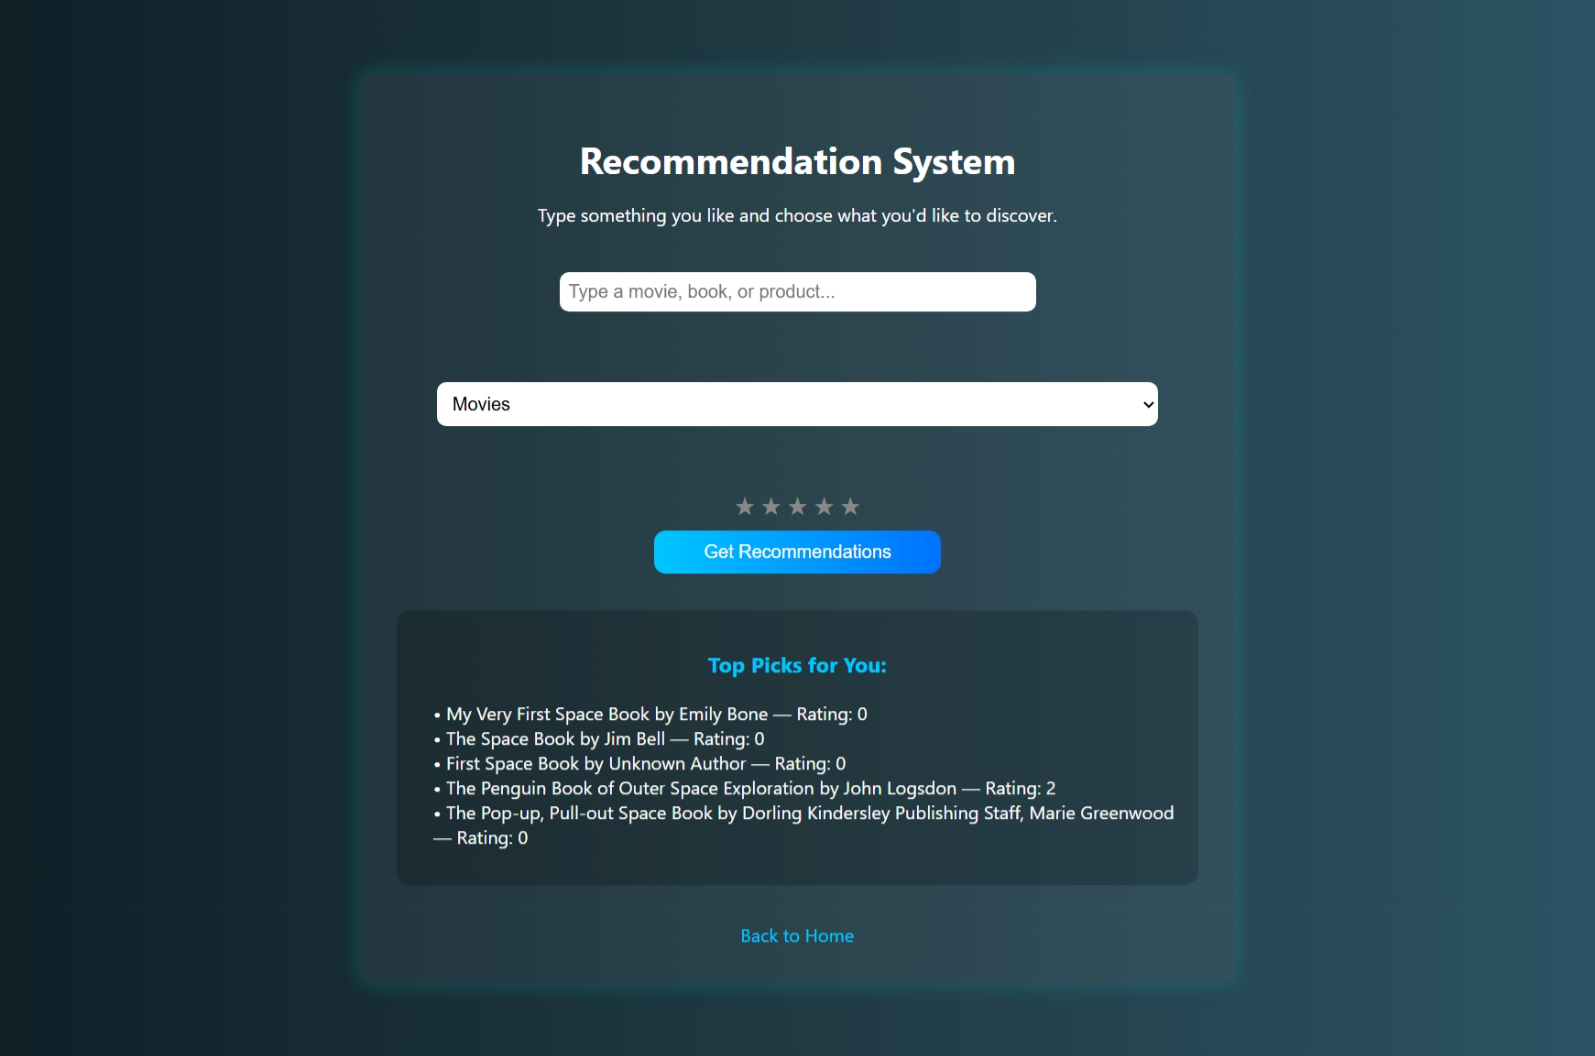 Recommendation System
Type something you like and choose what you'd like to discover.
Type a movie, book, or product...
Movies
★ ★ ★ ★ ★
Get Recommendations
Top Picks for You:
• My Very First Space Book by Emily Bone — Rating: 0
• The Space Book by Jim Bell — Rating: 0
• First Space Book by Unknown Author — Rating: 0
• The Penguin Book of Outer Space Exploration by John Logsdon — Rating: 2
• The Pop-up, Pull-out Space Book by Dorling Kindersley Publishing Staff, Marie Greenwood
— Rating: 0
Back to Home